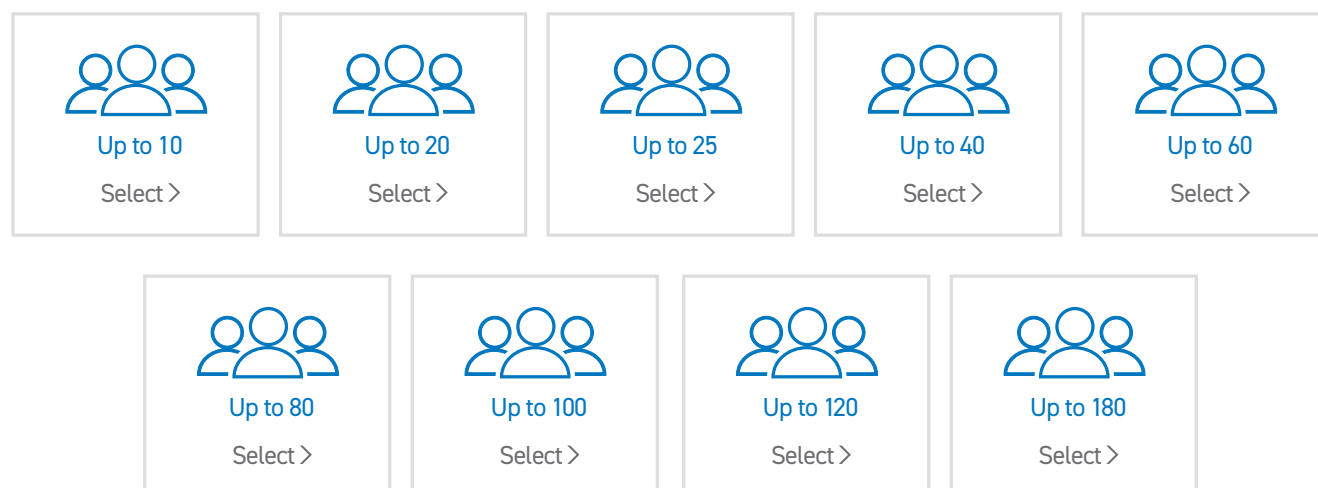 Up to 10
Select >
Up to 20
Select >
Up to 25
Select >
Up to 40
Select >
Up to 60
Select >
Up to 80
Select >
Up to 100
Select >
Up to 120
Select >
Up to 180
Select >